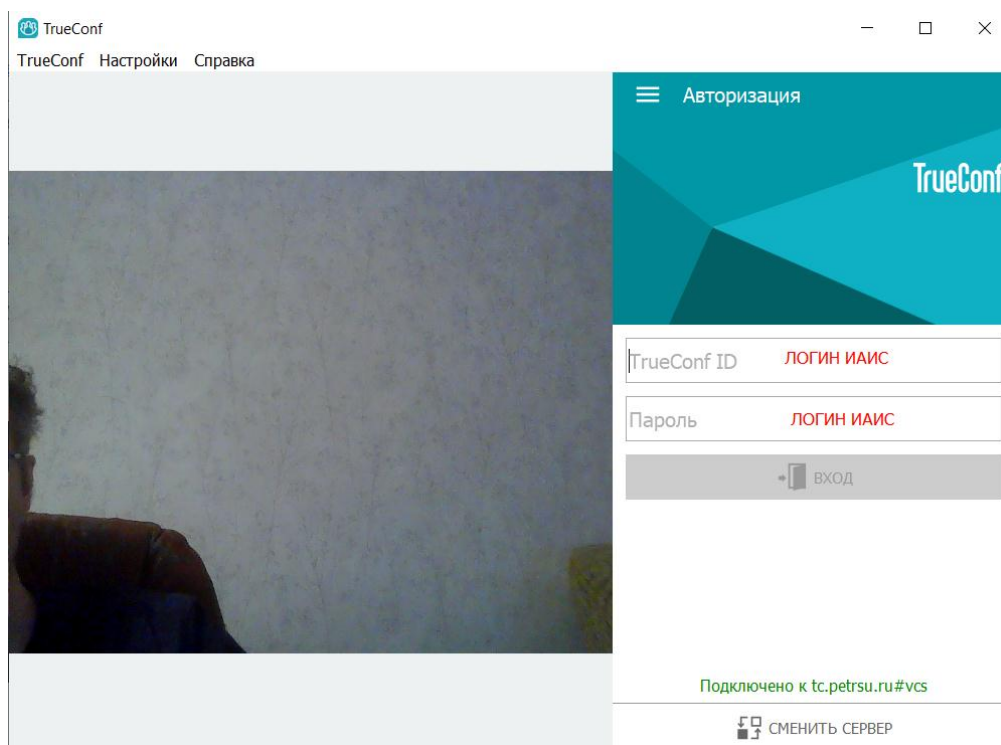 TrueConf
TrueConf Настройки Справка
Авторизация
TrueConf
TrueConf ID ЛОГИН ИАИС
Пароль ЛОГИН ИАИС
ВХОД
Подключено к tc.petrsu.ru#vcs
СМЕНИТЬ СЕРВЕР